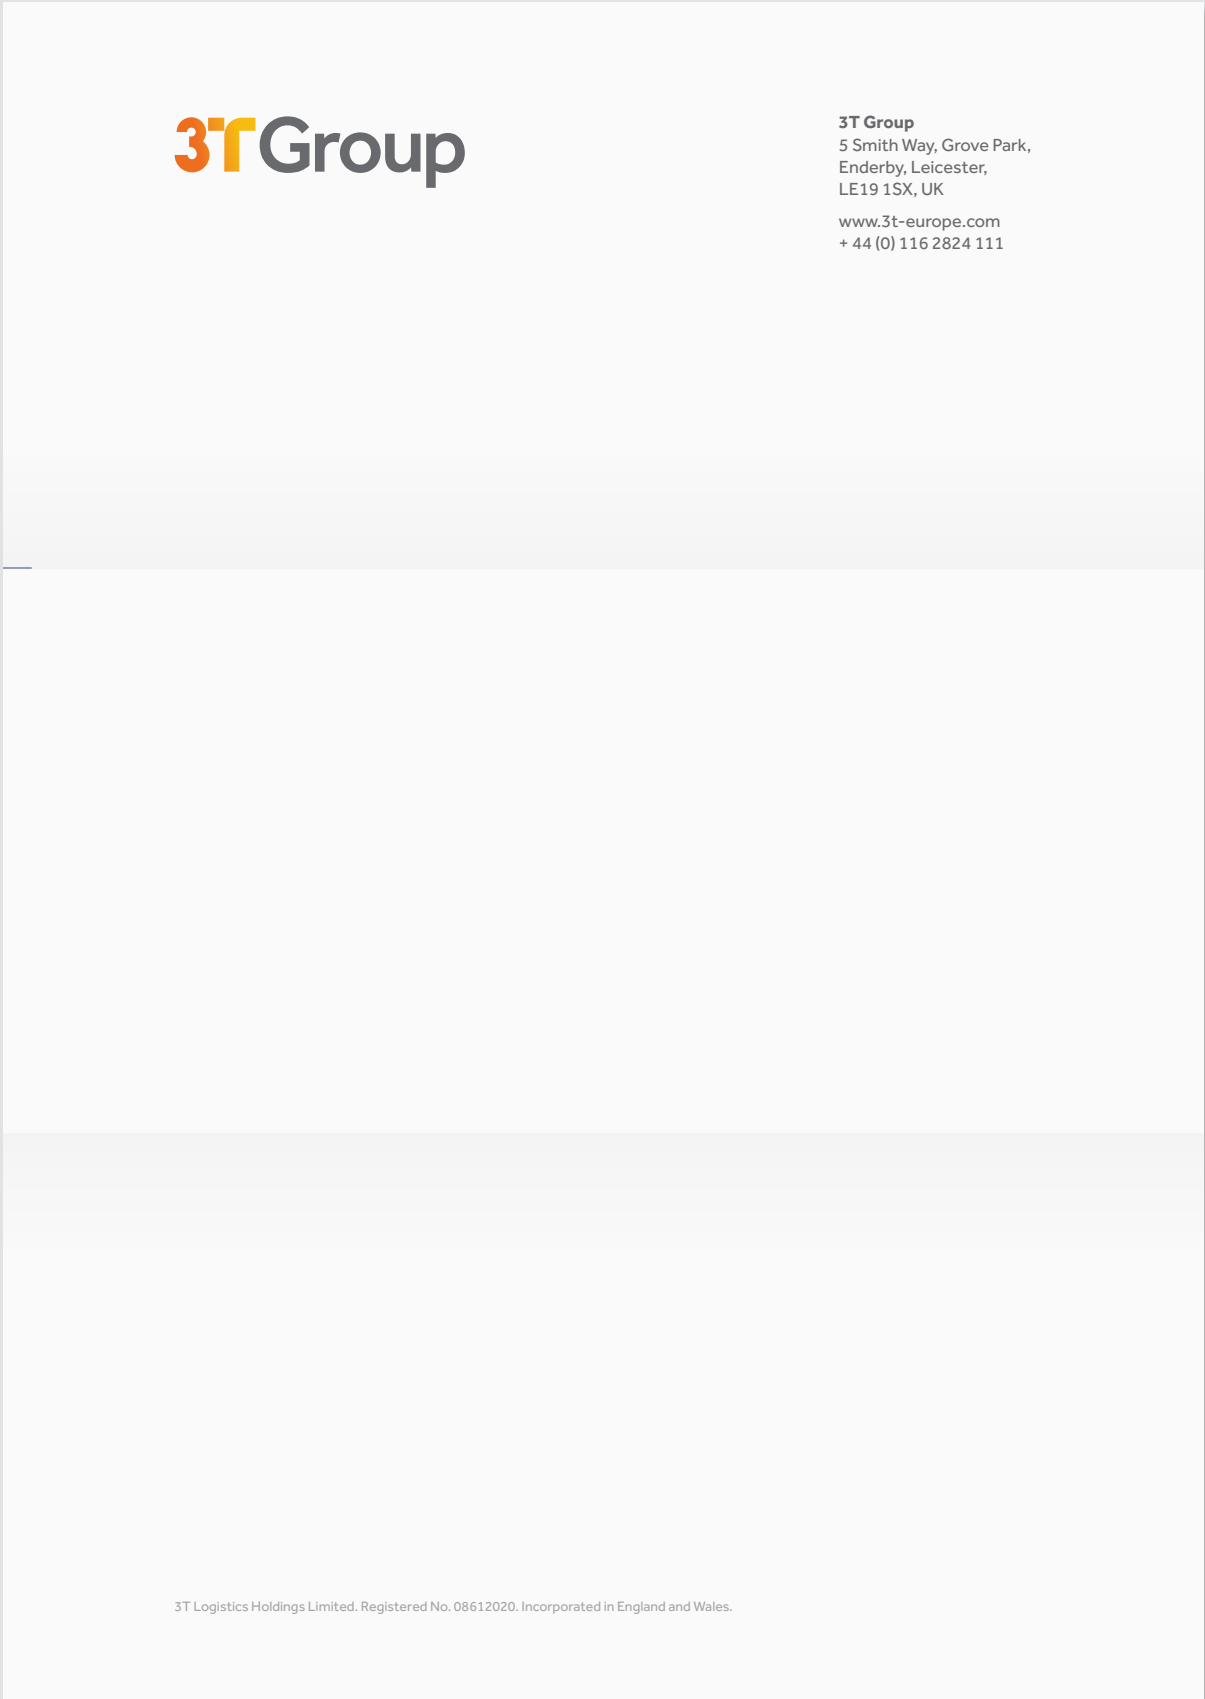 3T Group
3T Group
5 Smith Way, Grove Park,
Enderby, Leicester,
LE19 1SX, UK
www.3t-europe.com
+ 44 (0) 116 2824 111
3T Logistics Holdings Limited. Registered No. 08612020. Incorporated in England and Wales.